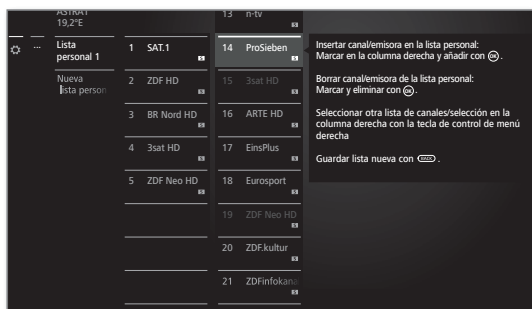 ASTRA1
19,2°E
13 n-tv
...
Lista
personal 1
1 SAT.1
14 ProSieben
Insertar canal/emisora en la lista personal:
Marcar en la columna derecha y añadir con OK.
Nueva
lista person
2 ZDF HD
15 3sat HD
Borrar canal/emisora de la lista personal:
Marcar y eliminar con OK.
3 BR Nord HD
16 ARTE HD
Seleccionar otra lista de canales/selección en la
columna derecha con la tecla de control de menú
derecha
4 3sat HD
17 EinsPlus
Guardar lista nueva con BACK.
5 ZDF Neo HD
18 Eurosport
19 ZDF Neo HD
20 ZDF.kultur
21 ZDFinfokana